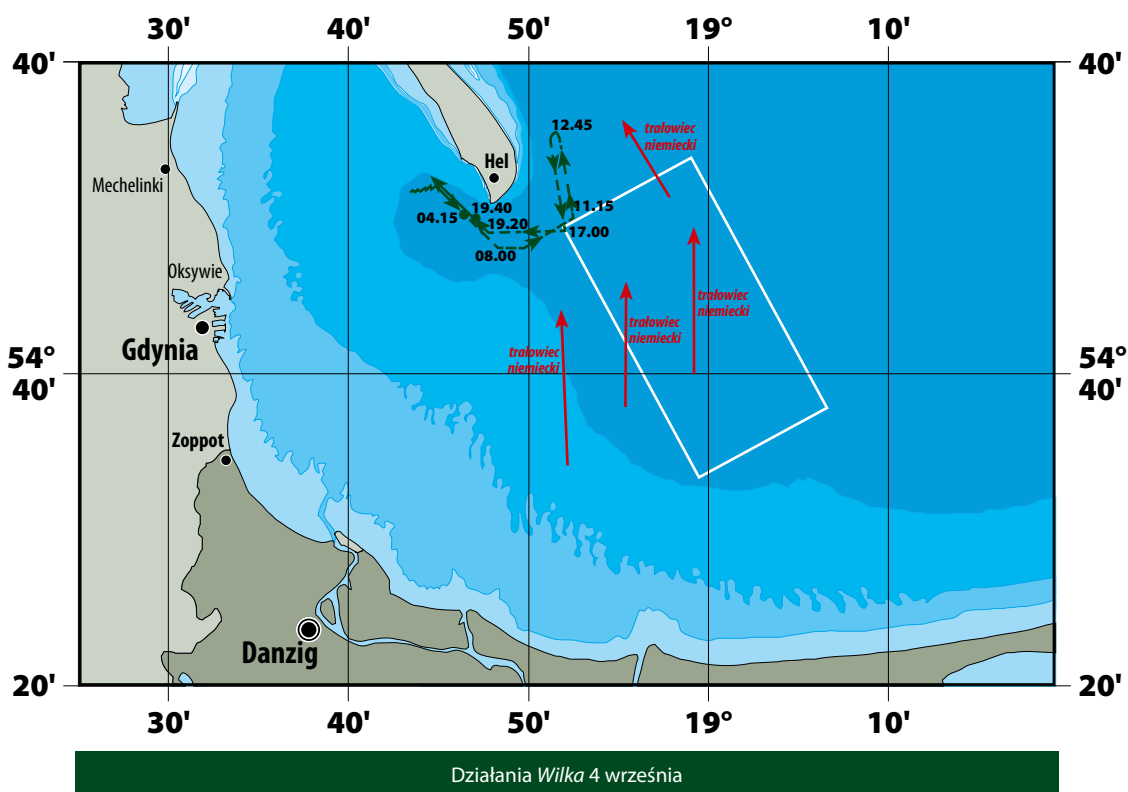 30' 40' 50' 19° 10'
40' 40'
12.45
trałowiec
niemiecki
Hel
Mechelinki
19.40
11.15
04.15
19.20
17.00
08.00
Oksywie
trałowiec
niemiecki
trałowiec
niemiecki
trałowiec
niemiecki
Gdynia
54° 54°
40' 40'
Zoppot
Danzig
20' 20'
30' 40' 50' 19° 10'
Działania Wilka 4 września